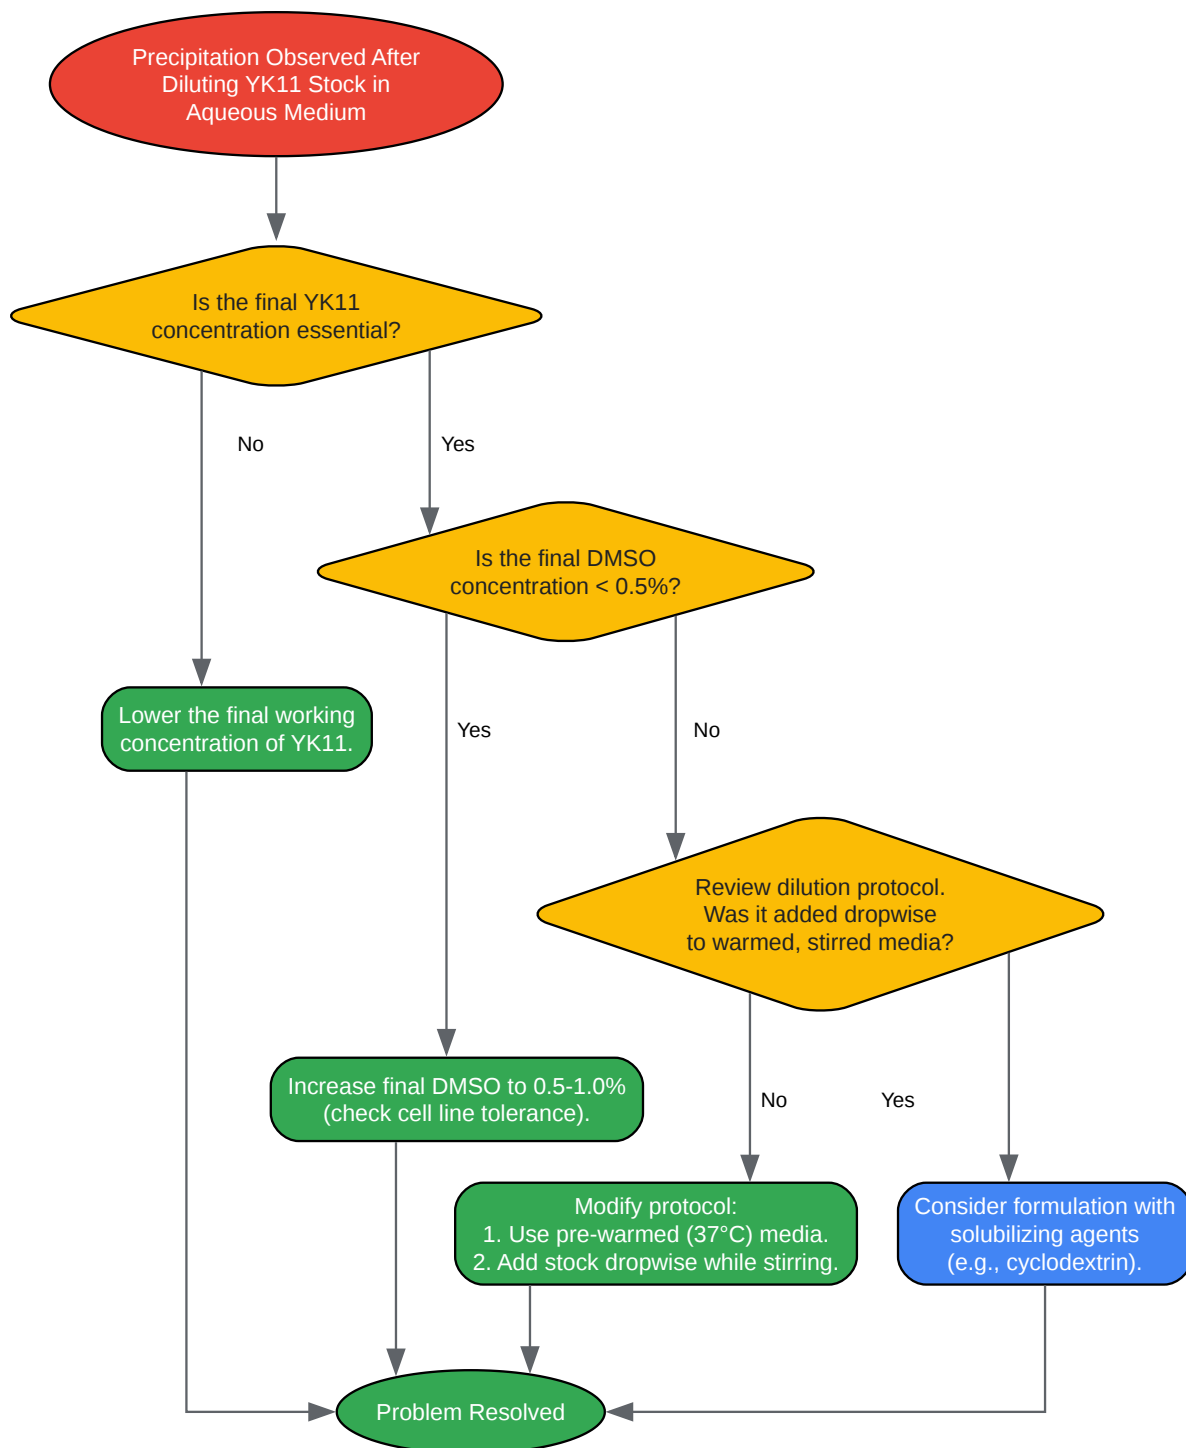 Precipitation Observed After
Diluting YK11 Stock in
Aqueous Medium
Is the final YK11
concentration essential?
No
Yes
Is the final DMSO
concentration < 0.5%?
Lower the final working
concentration of YK11.
Yes
No
Review dilution protocol.
Was it added dropwise
to warmed, stirred media?
Increase final DMSO to 0.5-1.0%
(check cell line tolerance).
No
Yes
Modify protocol:
1. Use pre-warmed (37°C) media.
2. Add stock dropwise while stirring.
Consider formulation with
solubilizing agents
(e.g., cyclodextrin).
Problem Resolved